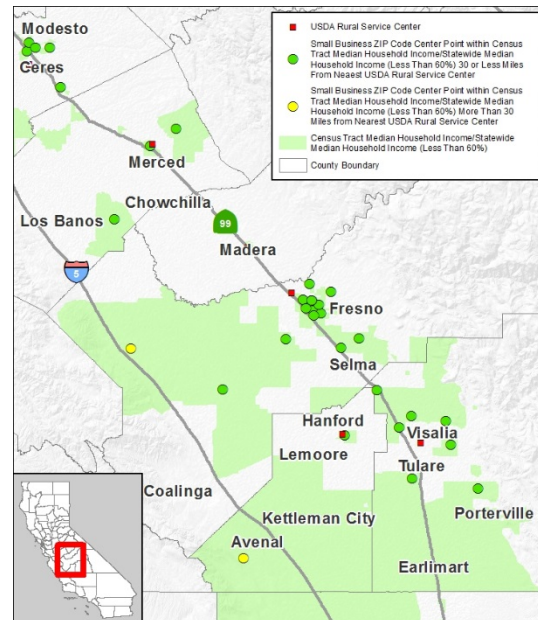 Modesto
Ceres
Merced
Chowchilla
Los Banos
99
Madera
5
Fresno
Selma
Hanford
Lemoore
Visalia
Tulare
Coalinga
Kettleman City
Porterville
Avenal
Earlimart
USDA Rural Service Center
Small Business ZIP Code Center Point within Census
Tract Median Household Income/Statewide Median
Household Income (Less Than 60%) 30 or Less Miles
From Neaest USDA Rural Service Center
Small Business ZIP Code Center Point within Census
Tract Median Household Income/Statewide Median
Household Income (Less Than 60%) More Than 30
Miles from Nearest USDA Rural Service Center
Census Tract Median Household Income/Statewide
Median Household Income (Less Than 60%)
County Boundary